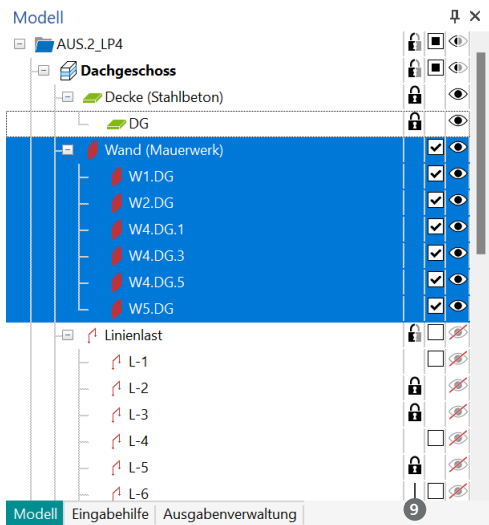 Modell
AUS.2_LP4
Dachgeschoss
Decke (Stahlbeton)
DG
Wand (Mauerwerk)
W1.DG
W2.DG
W4.DG.1
W4.DG.3
W4.DG.5
W5.DG
Linienlast
L-1
L-2
L-3
L-4
L-5
L-6
9
Modell Eingabehilfe Ausgabenverwaltung